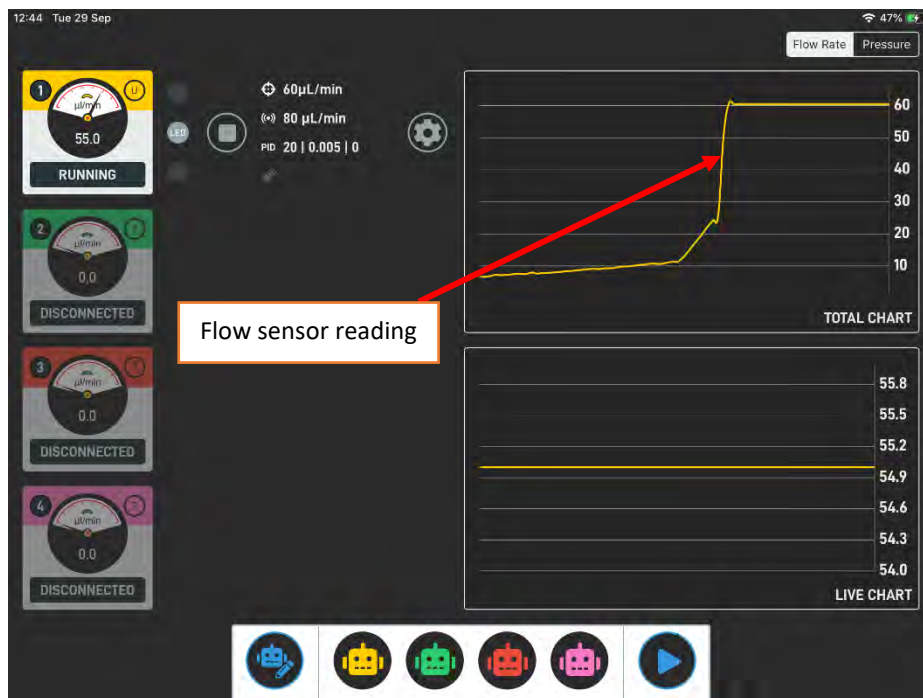 12:44 Tue 29 Sep
47%
Flow Rate Pressure
1
U
µl/min
55.0
RUNNING
LED
60µL/min
80 µL/min
PID 20 | 0.005 | 0
60
50
40
30
20
10
TOTAL CHART
Flow sensor reading
2
µl/min
0.0
DISCONNECTED
3
µl/min
0.0
DISCONNECTED
4
µl/min
0.0
DISCONNECTED
55.8
55.5
55.2
54.9
54.6
54.3
54.0
LIVE CHART